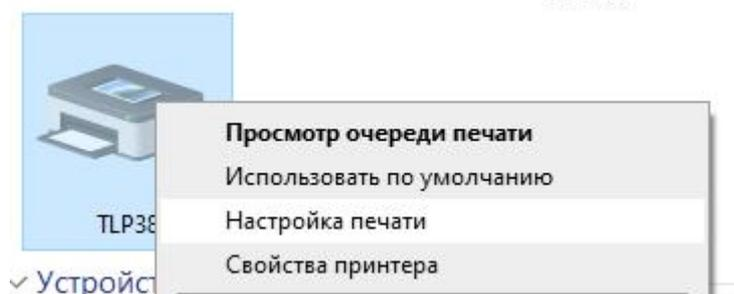 Просмотр очереди печати
Использовать по умолчанию
TLP38
Настройка печати
Свойства принтера
Устройст